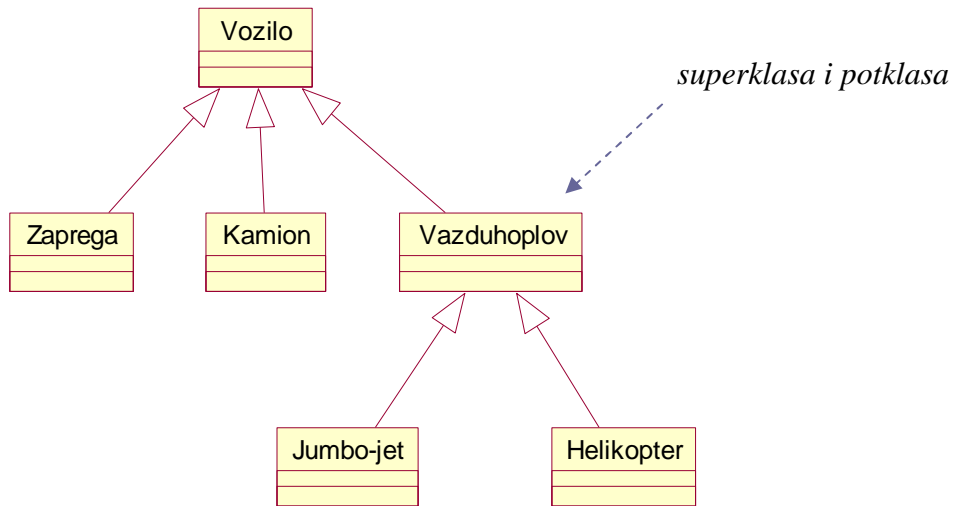 Vozilo
superklasa i potklasa
Zaprega
Kamion
Vazduhoplov
Jumbo-jet
Helikopter